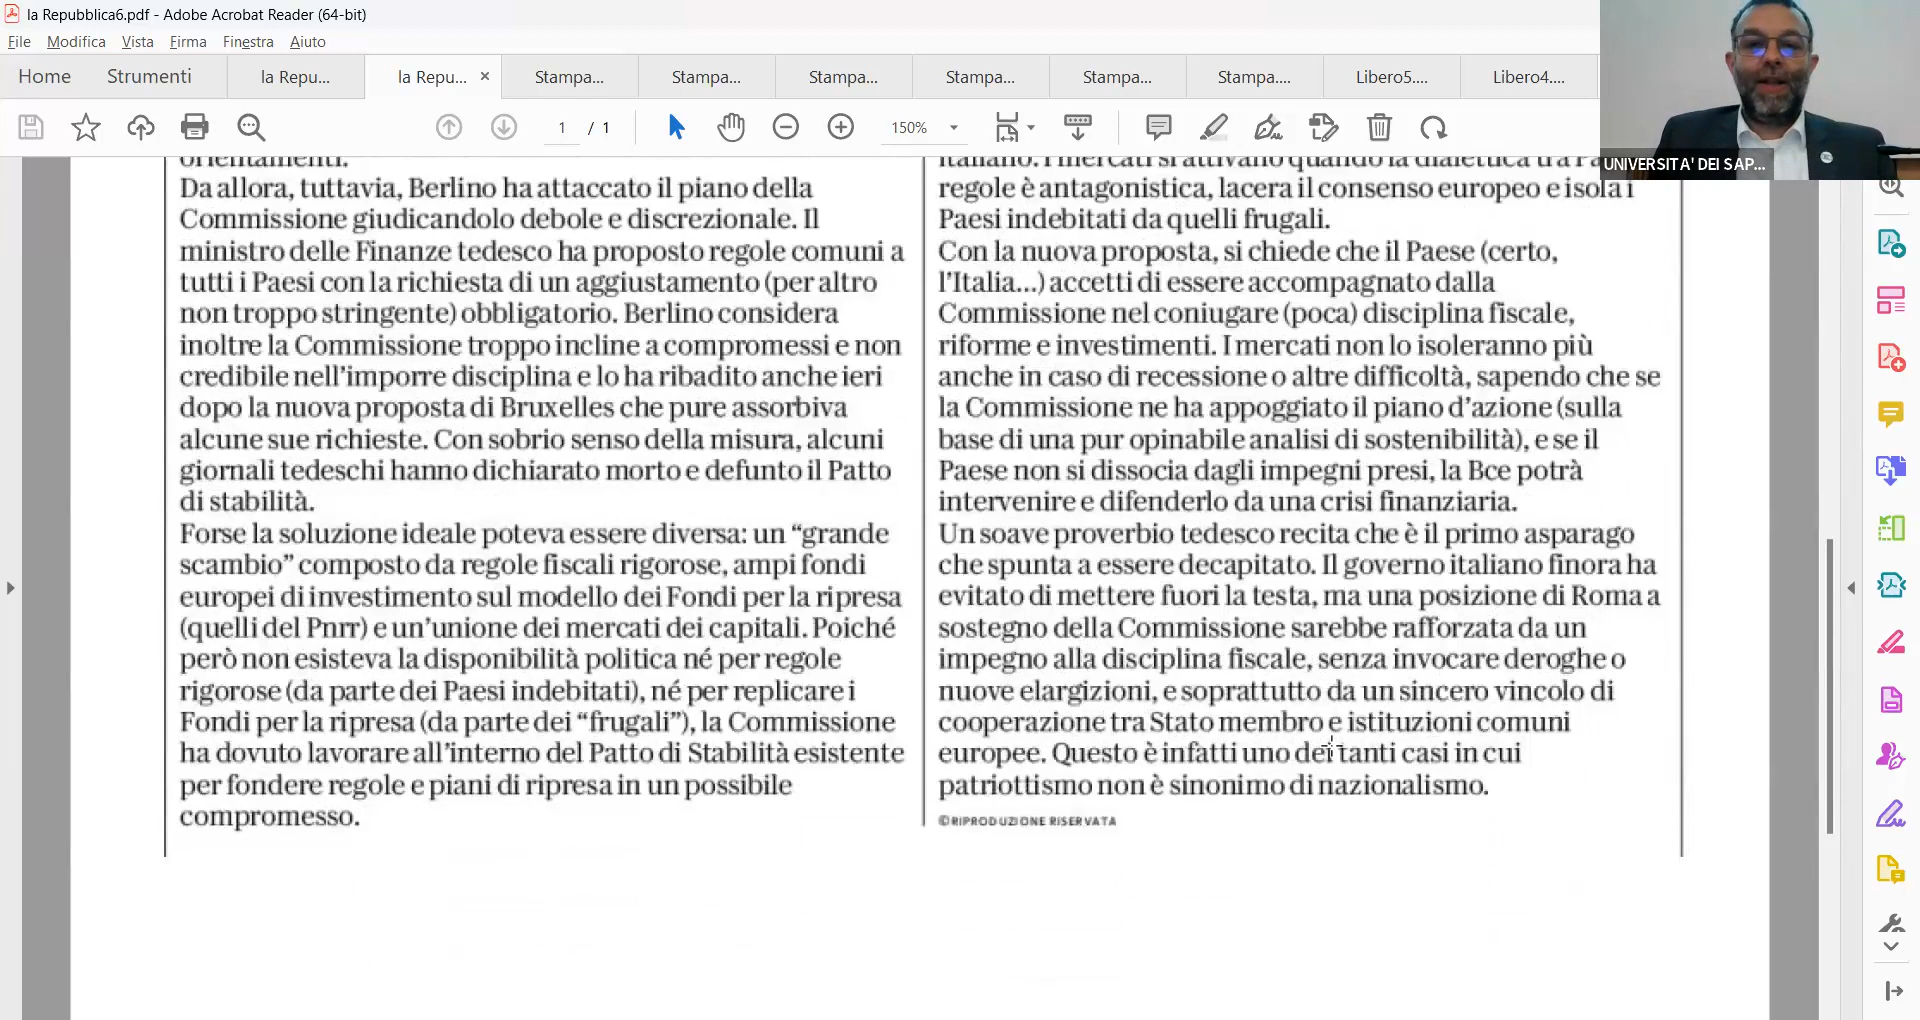 la Repubblica6.pdf - Adobe Acrobat Reader (64-bit)
File Modifica Vista Firma Finestra Aiuto
Home Strumenti la Repu... la Repu... × Stampa... Stampa... Stampa... Stampa... Stampa... Stampa.... Libero5.... Libero4....
1 / 1 150%
UNIVERSITA' DEI SAP...
orientamenti.
Da allora, tuttavia, Berlino ha attaccato il piano della
Commissione giudicandolo debole e discrezionale. Il
ministro delle Finanze tedesco ha proposto regole comuni a
tutti i Paesi con la richiesta di un aggiustamento (per altro
non troppo stringente) obbligatorio. Berlino considera
inoltre la Commissione troppo incline a compromessi e non
credibile nell'imporre disciplina e lo ha ribadito anche ieri
dopo la nuova proposta di Bruxelles che pure assorbiva
alcune sue richieste. Con sobrio senso della misura, alcuni
giornali tedeschi hanno dichiarato morto e defunto il Patto
di stabilità.
Forse la soluzione ideale poteva essere diversa: un “grande
scambio” composto da regole fiscali rigorose, ampi fondi
europei di investimento sul modello dei Fondi per la ripresa
(quelli del Pnrr) e un'unione dei mercati dei capitali. Poiché
però non esisteva la disponibilità politica né per regole
rigorose (da parte dei Paesi indebitati), né per replicare i
Fondi per la ripresa (da parte dei “frugali”), la Commissione
ha dovuto lavorare all'interno del Patto di Stabilità esistente
per fondere regole e piani di ripresa in un possibile
compromesso.
italiano. I mercati si attivano quando la dialettica tra
regole è antagonistica, lacera il consenso europeo e isola i
Paesi indebitati da quelli frugali.
Con la nuova proposta, si chiede che il Paese (certo,
l'Italia...) accetti di essere accompagnato dalla
Commissione nel coniugare (poca) disciplina fiscale,
riforme e investimenti. I mercati non lo isoleranno più
anche in caso di recessione o altre difficoltà, sapendo che se
la Commissione ne ha appoggiato il piano d'azione (sulla
base di una pur opinabile analisi di sostenibilità), e se il
Paese non si dissocia dagli impegni presi, la Bce potrà
intervenire e difenderlo da una crisi finanziaria.
Un soave proverbio tedesco recita che è il primo asparago
che spunta a essere decapitato. Il governo italiano finora ha
evitato di mettere fuori la testa, ma una posizione di Roma a
sostegno della Commissione sarebbe rafforzata da un
impegno alla disciplina fiscale, senza invocare deroghe o
nuove elargizioni, e soprattutto da un sincero vincolo di
cooperazione tra Stato membro e istituzioni comuni
europee. Questo è infatti uno dei tanti casi in cui
patriottismo non è sinonimo di nazionalismo.
©RIPRODUZIONE RISERVATA